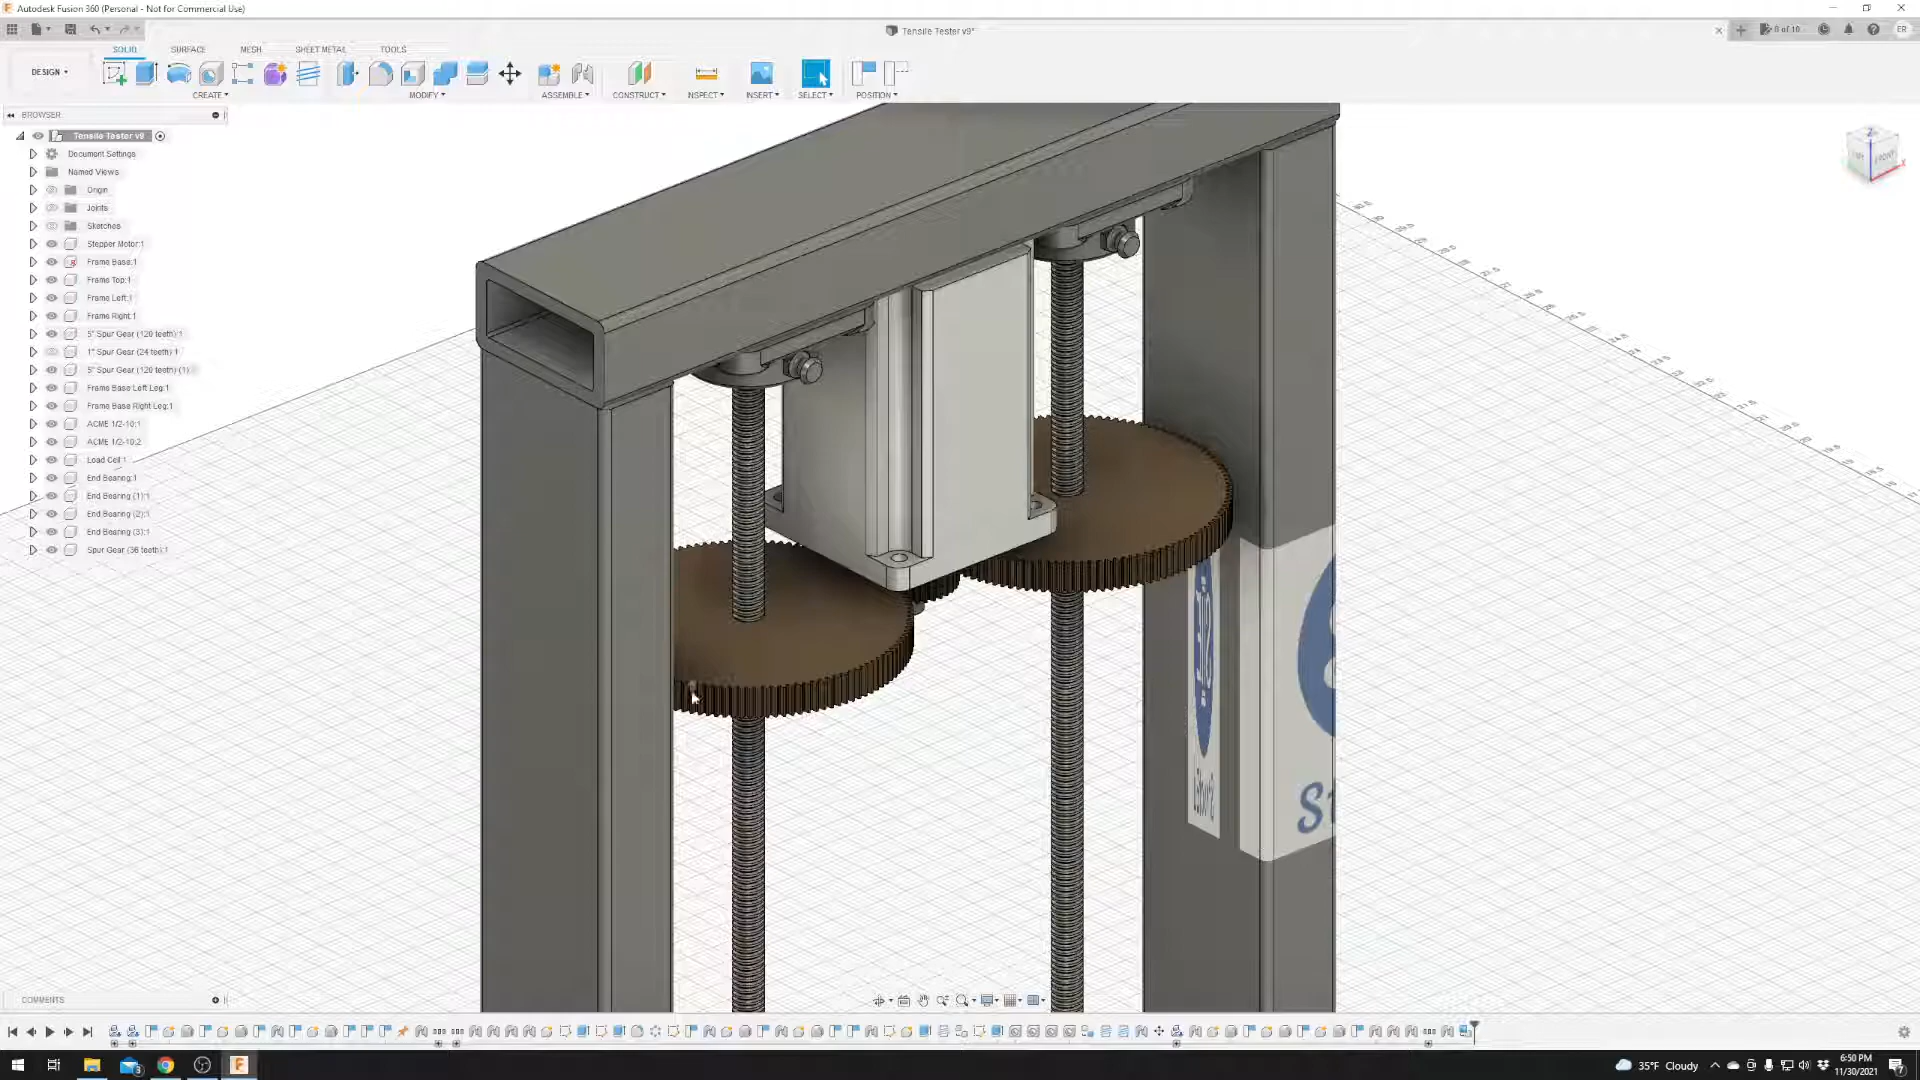 Autodesk Fusion 360 (Personal - Not for Commercial Use)
Tensile Tester v9*
8 of 10
ER
SOLID
SURFACE
MESH
SHEET METAL
TOOLS
DESIGN
CREATE
MODIFY
ASSEMBLE
CONSTRUCT
INSPECT
INSERT
SELECT
POSITION
BROWSER
Tensile Tester v9
Document Settings
Named Views
Origin
Joints
Sketches
Stepper Motor:1
Frame Base:1
Frame Top:1
Frame Left:1
Frame Right:1
5" Spur Gear (120 teeth):1
1" Spur Gear (24 teeth):1
5" Spur Gear (120 teeth) (1)
Frame Base Left Leg:1
Frame Base Right Leg:1
ACME 1/2-10:1
ACME 1/2-10:2
Load Cell:1
End Bearing:1
End Bearing (1):1
End Bearing (2):1
End Bearing (3):1
Spur Gear (36 teeth):1
FRONT
COMMENTS
35°F Cloudy
6:50 PM
11/30/2021